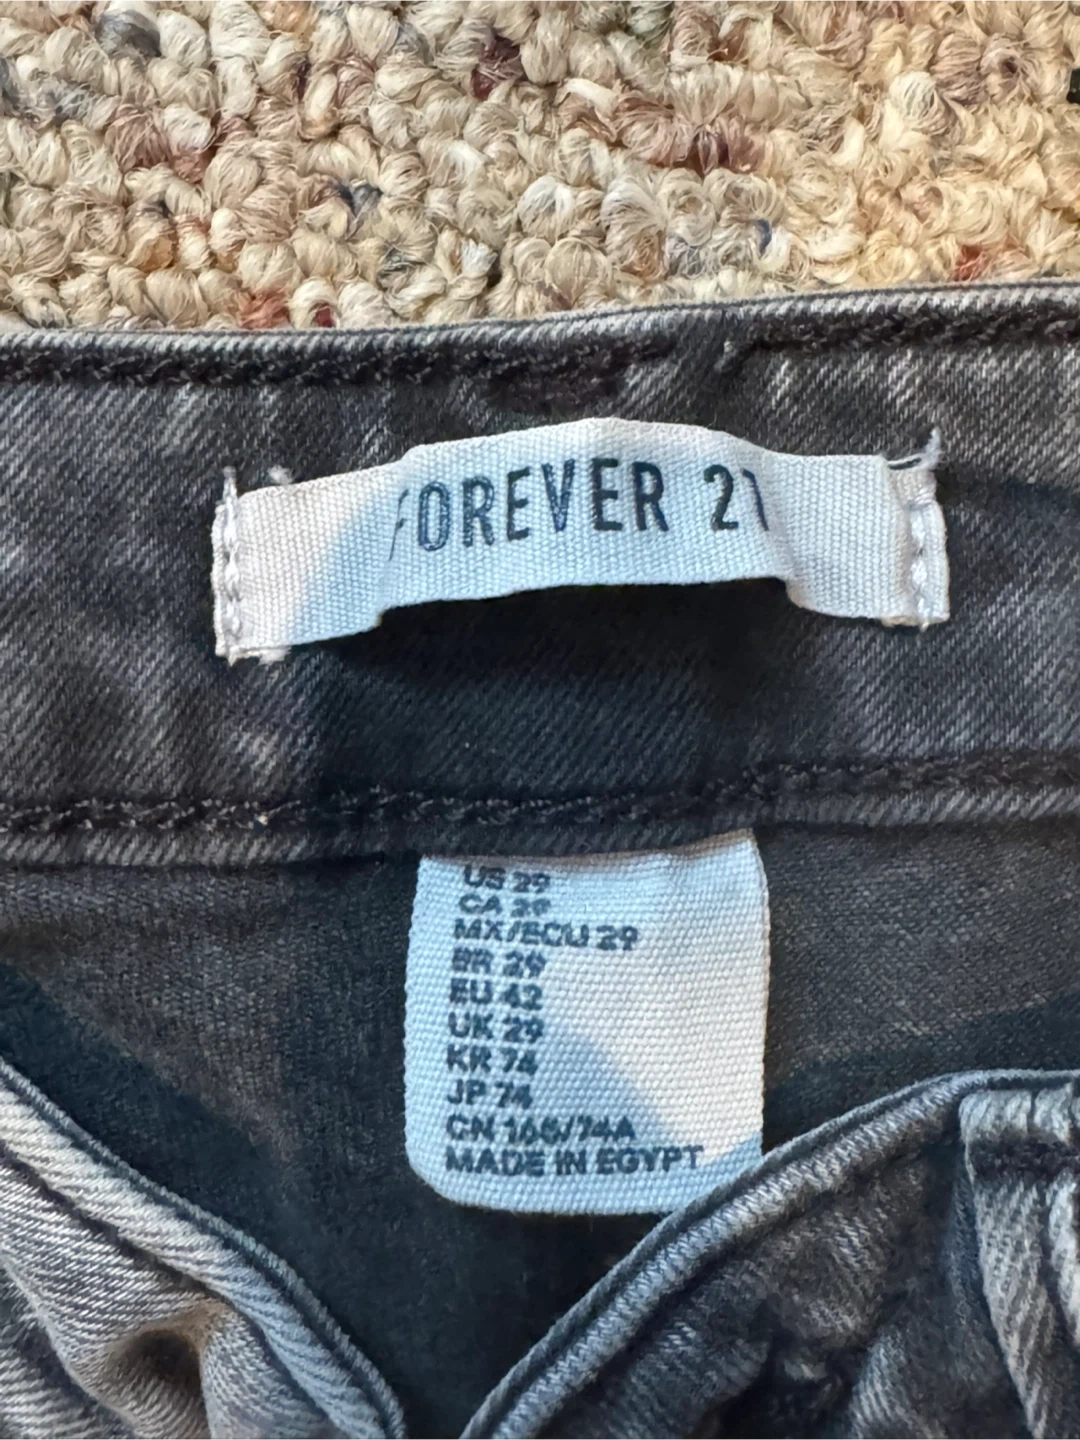 FOREVER 21
US 29
CA 29
MX/ECU 29
BR 29
EU 42
UK 29
KR 74
JP 74
CN 165/74A
MADE IN EGYPT